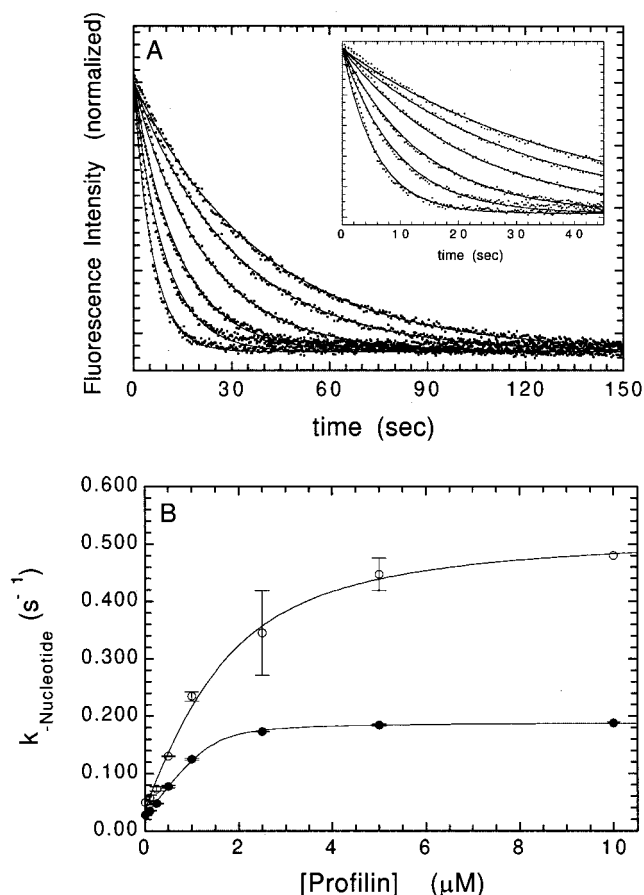 A
Fluorescence Intensity (normalized)
0 10 20 30 40
time (sec)
0 30 60 90 120 150
time (sec)
B
k-Nucleotide (s-1)
0.600
0.500
0.400
0.300
0.200
0.100
0.00
0 2 4 6 8 10
[Profilin] (μM)